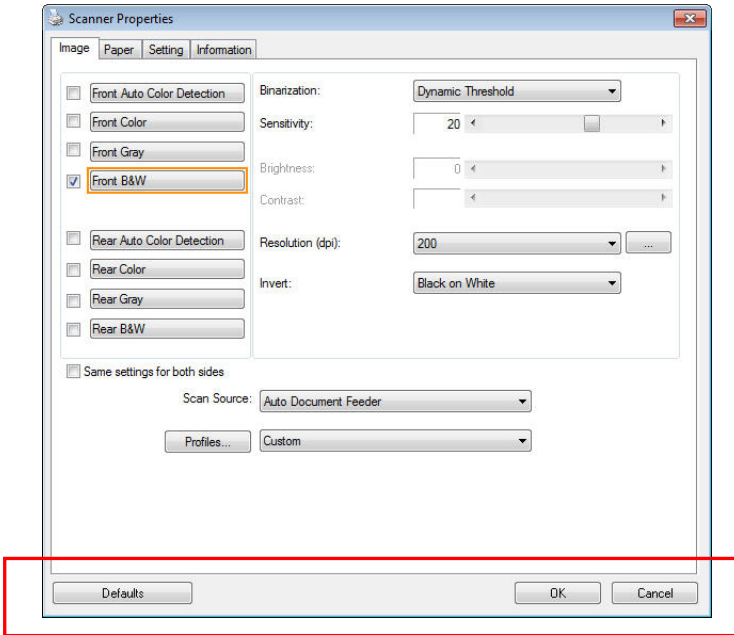 Scanner Properties
Image Paper Setting Information
Front Auto Color Detection
Front Color
Front Gray
Front B&W
Rear Auto Color Detection
Rear Color
Rear Gray
Rear B&W
Binarization: Dynamic Threshold
Sensitivity: 20
Brightness: 0
Contrast:
Resolution (dpi): 200 ...
Invert: Black on White
Same settings for both sides
Scan Source: Auto Document Feeder
Profiles... Custom
Defaults OK Cancel